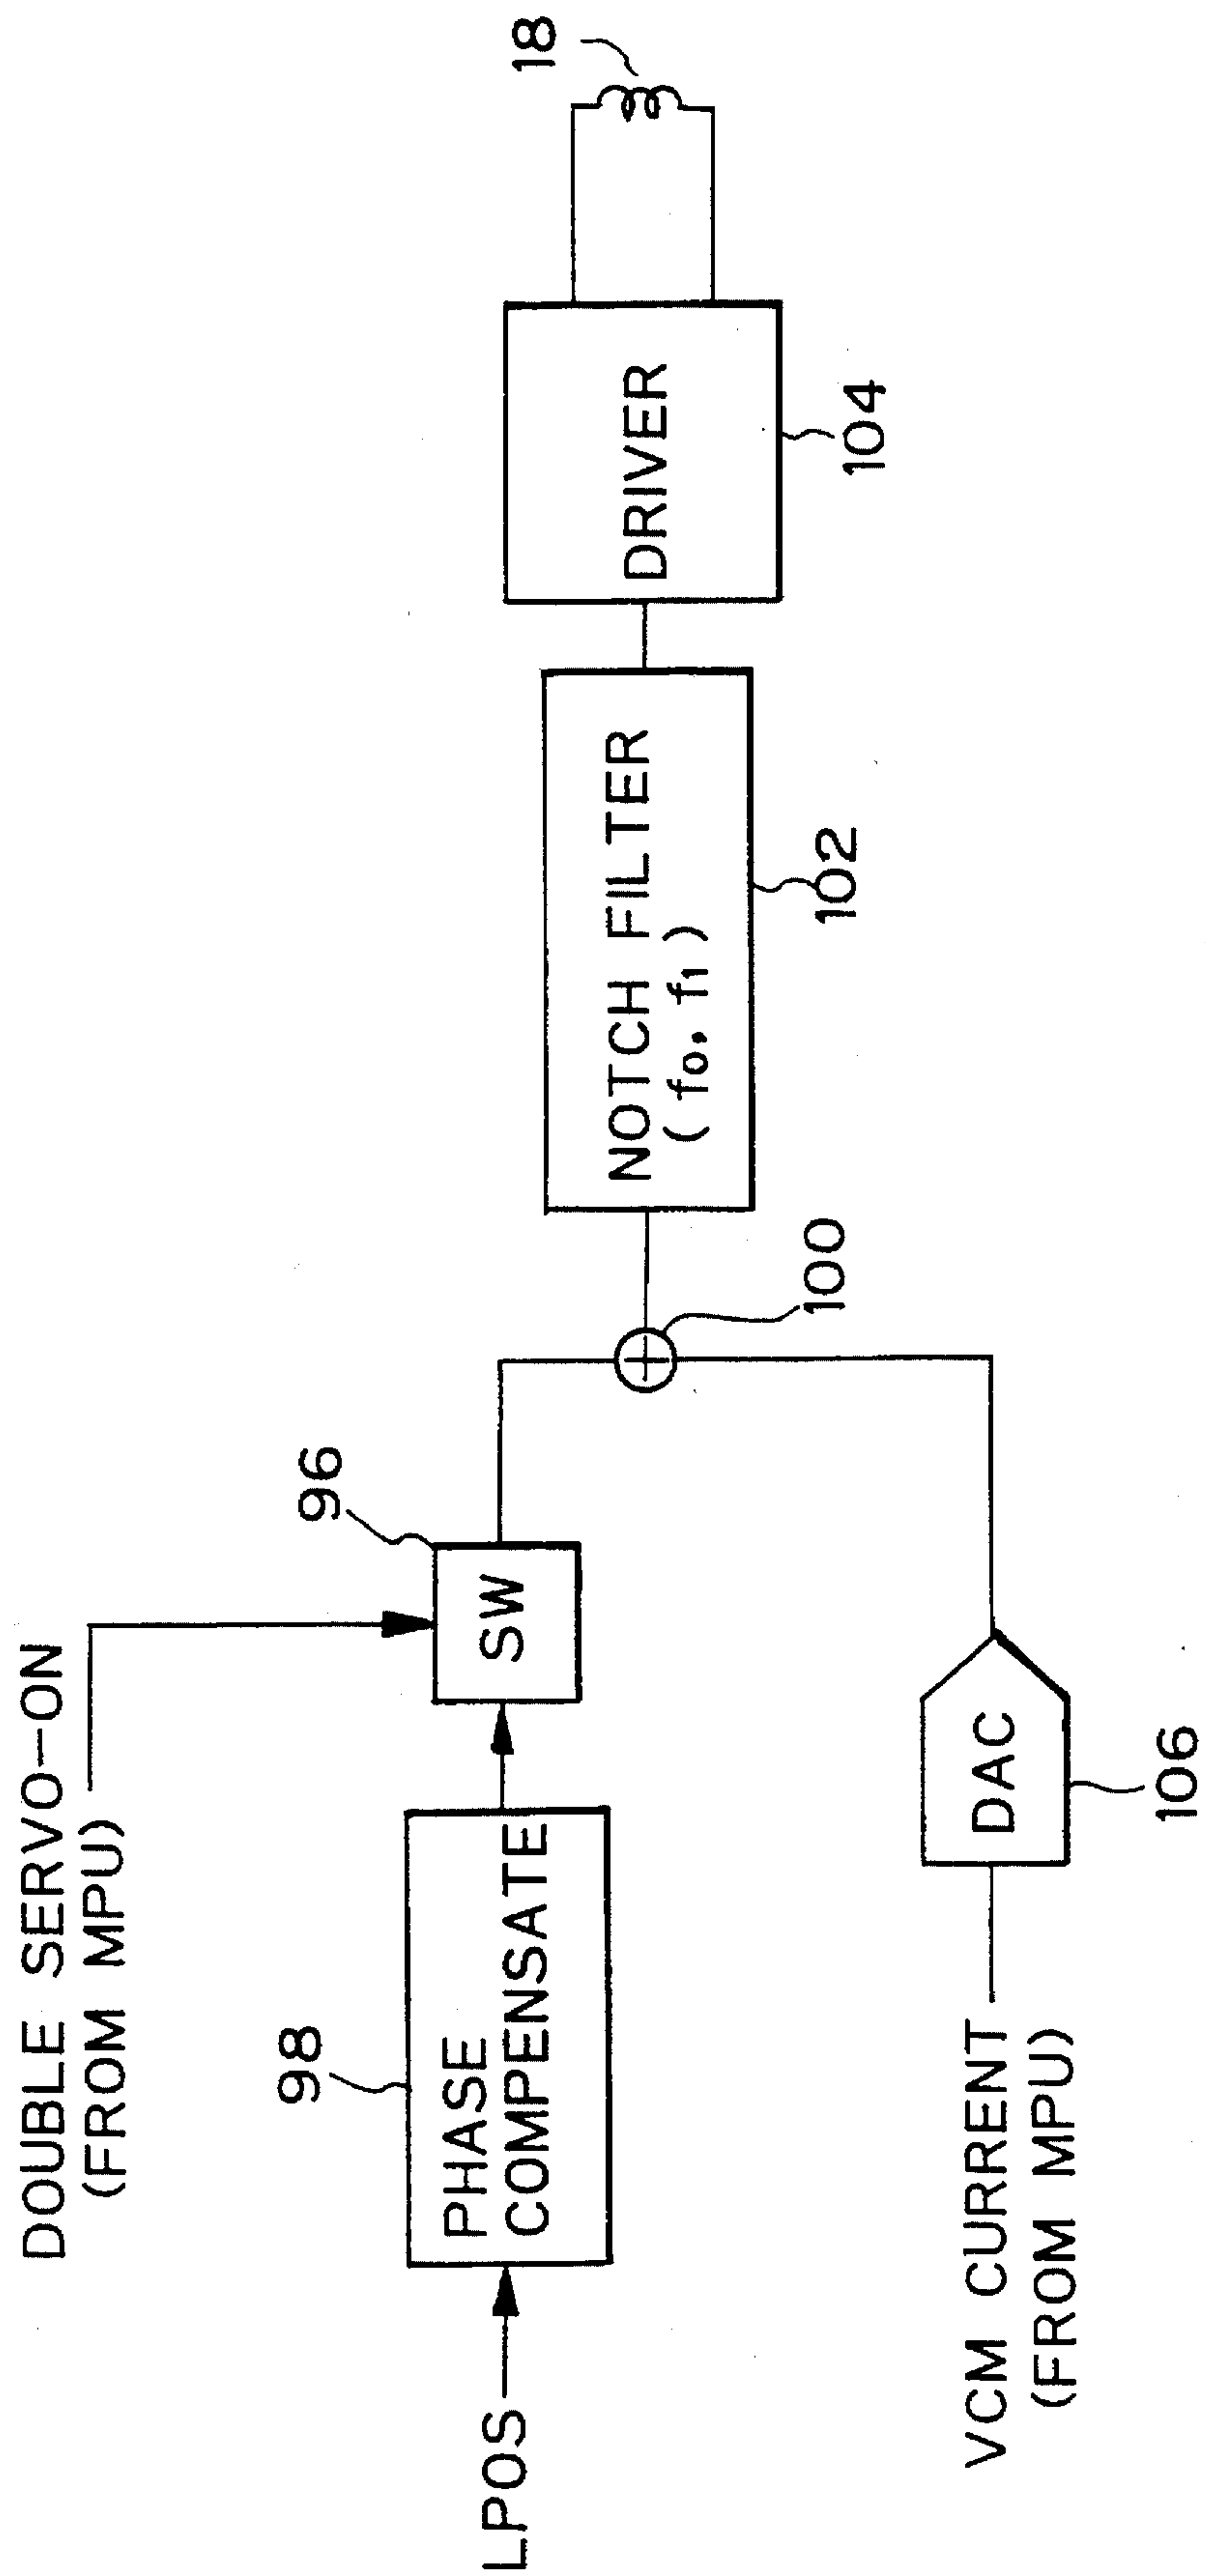 DOUBLE SERVO-ON
(FROM MPU)
98
96
18
LPOS
PHASE
COMPENSATE
SW
NOTCH FILTER
( f0, f1 )
DRIVER
100
102
104
VCM CURRENT
(FROM MPU)
DAC
106